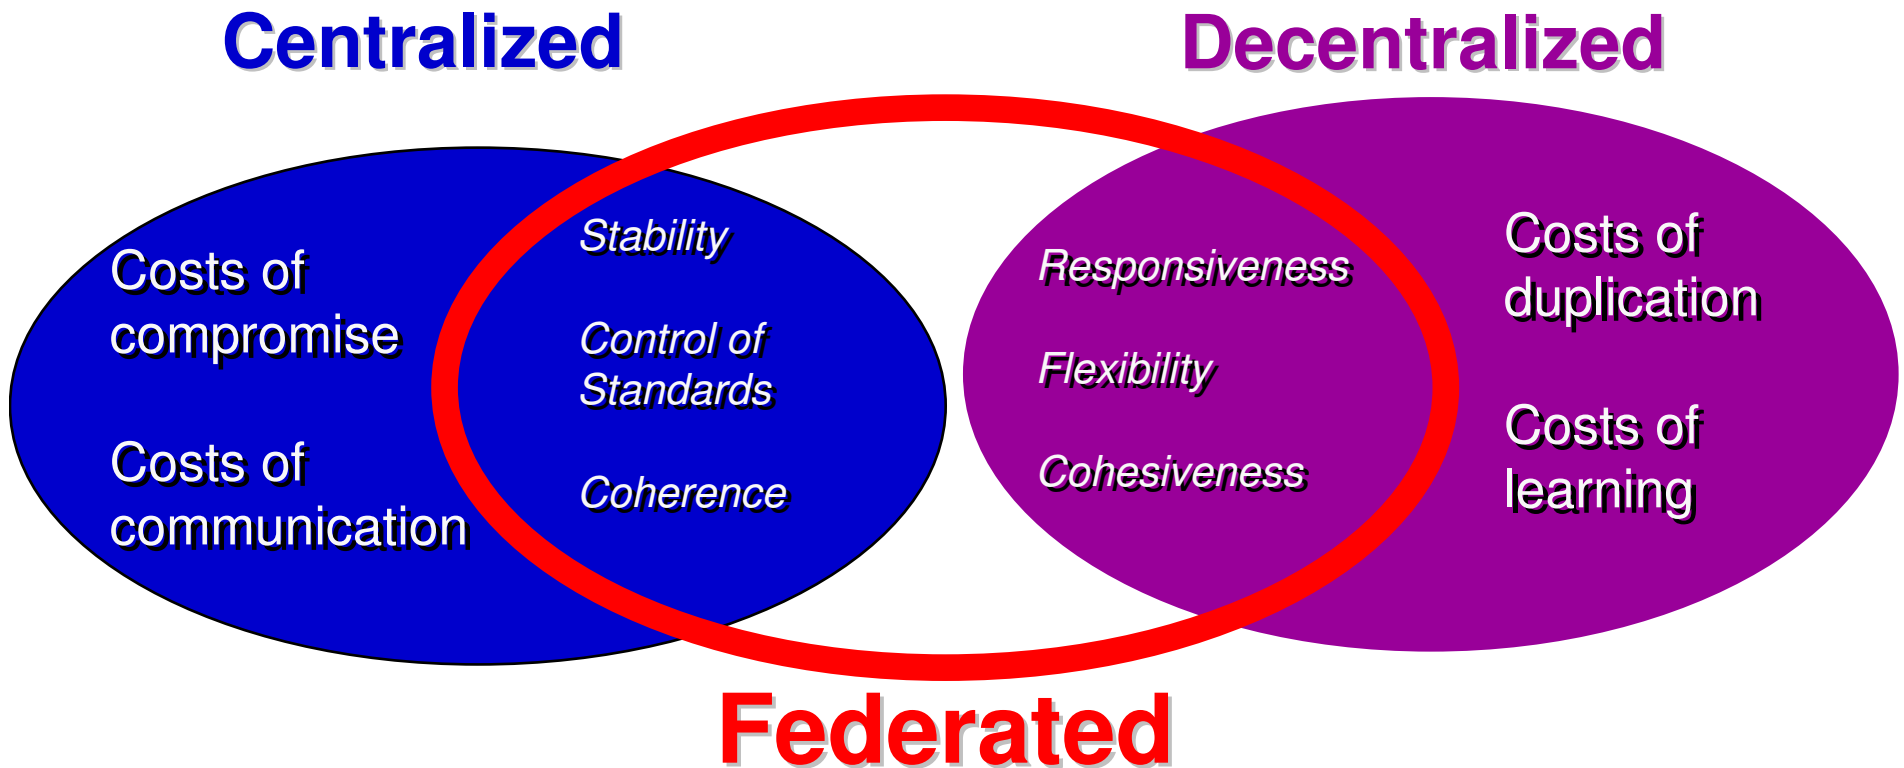 Centralized
Decentralized
Costs of
compromise
Costs of
communication
Stability
Control of
Standards
Coherence
Responsiveness
Flexibility
Cohesiveness
Costs of
duplication
Costs of
learning
Federated